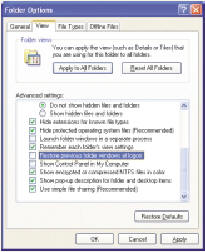 Folder Options
General View File Types Offline Files
Folder views
You can apply the view (such as Details or Tiles) that
you are using for this folder to all folders.
Apply to All Folders Reset All Folders
Advanced settings:
Do not show hidden files and folders
Show hidden files and folders
Hide extensions for known file types
Hide protected operating system files (Recommended)
Launch folder windows in a separate process
Remember each folder's view settings
Restore previous folder windows at logon
Show Control Panel in My Computer
Show encrypted or compressed NTFS files in color
Show pop-up description for folder and desktop items
Use simple file sharing (Recommended)
Restore Defaults
OK Cancel Apply